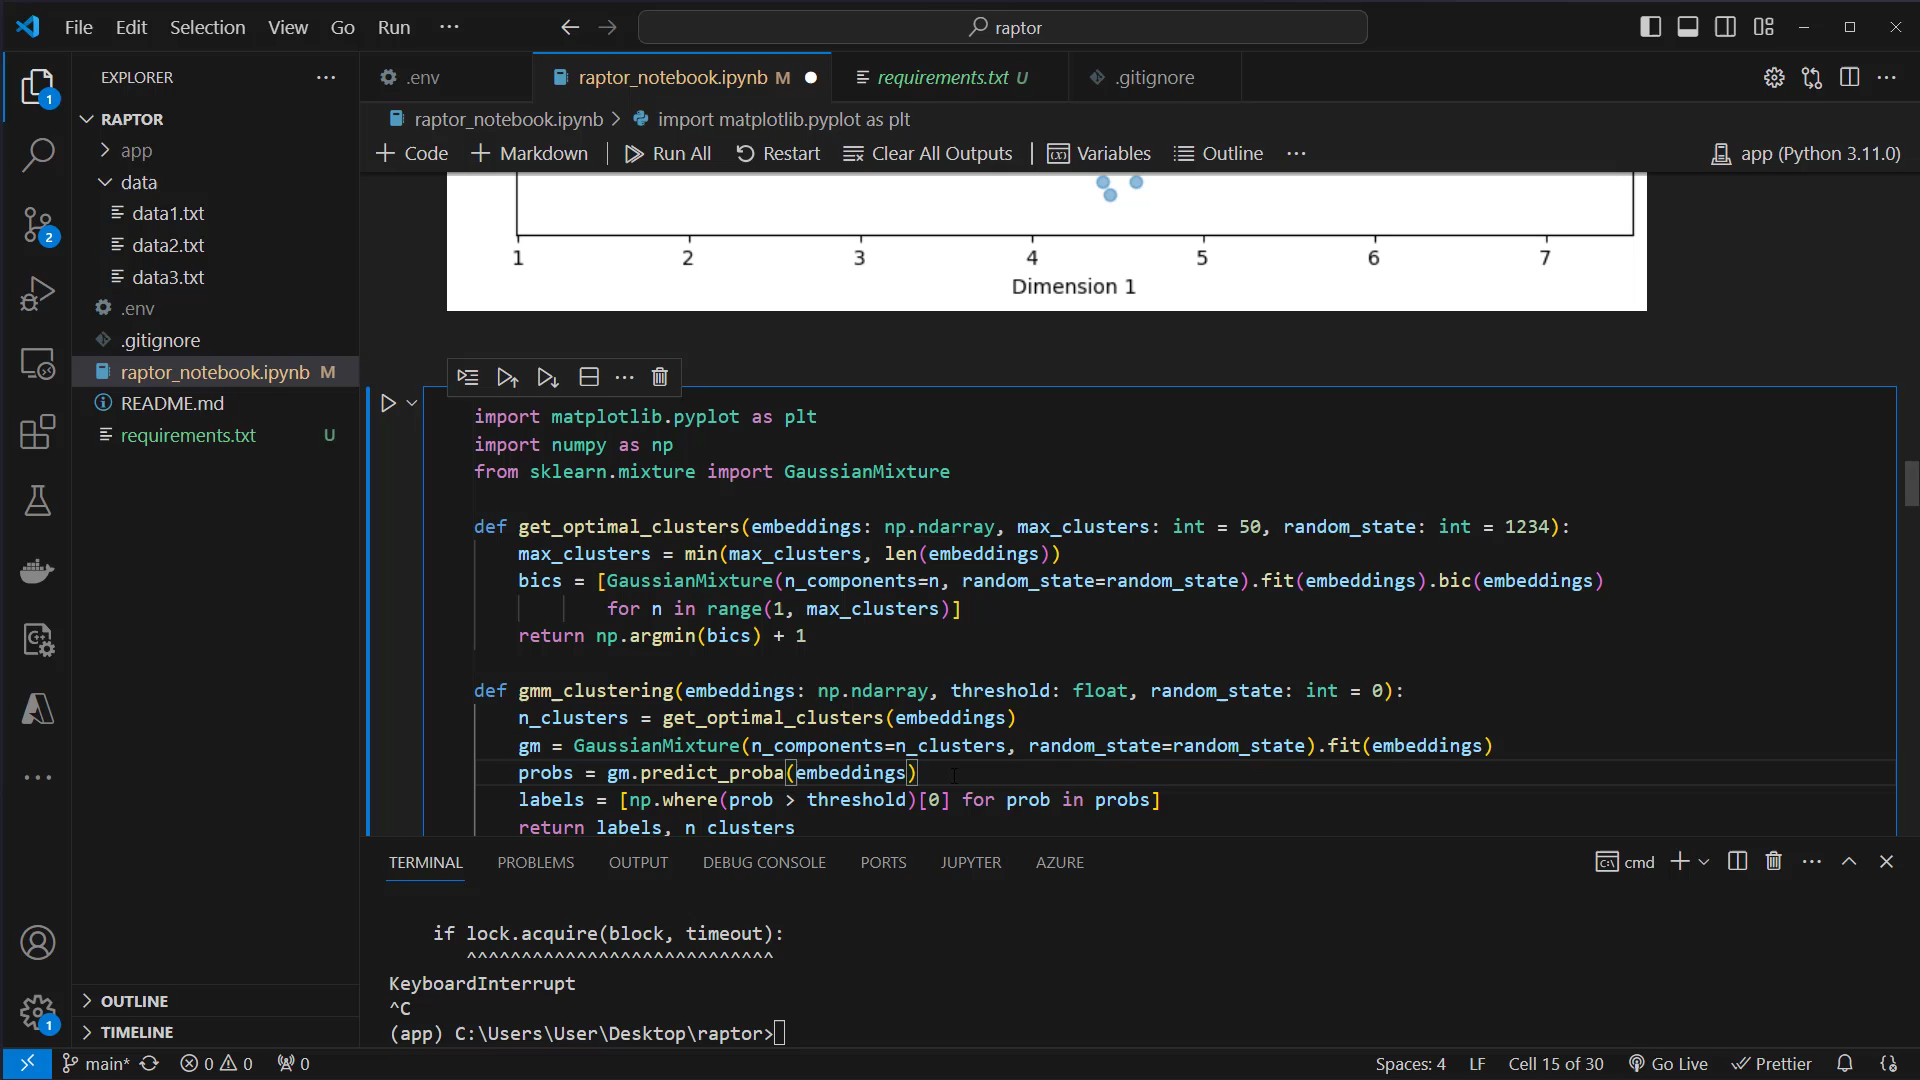 File Edit Selection View Go Run ··· raptor
EXPLORER ···
.env raptor_notebook.ipynb M requirements.txt U .gitignore
RAPTOR
raptor_notebook.ipynb > import matplotlib.pyplot as plt
app
Code Markdown Run All Restart Clear All Outputs Variables Outline ··· app (Python 3.11.0)
data
data1.txt
data2.txt
data3.txt
.env
.gitignore
raptor_notebook.ipynb M
README.md
requirements.txt U
1 2 3 4 5 6 7
Dimension 1
import matplotlib.pyplot as plt
import numpy as np
from sklearn.mixture import GaussianMixture
def get_optimal_clusters(embeddings: np.ndarray, max_clusters: int = 50, random_state: int = 1234):
max_clusters = min(max_clusters, len(embeddings))
bics = [GaussianMixture(n_components=n, random_state=random_state).fit(embeddings).bic(embeddings)
for n in range(1, max_clusters)]
return np.argmin(bics) + 1
def gmm_clustering(embeddings: np.ndarray, threshold: float, random_state: int = 0):
n_clusters = get_optimal_clusters(embeddings)
gm = GaussianMixture(n_components=n_clusters, random_state=random_state).fit(embeddings)
probs = gm.predict_proba(embeddings)
labels = [np.where(prob > threshold)[0] for prob in probs]
return labels, n_clusters
TERMINAL PROBLEMS OUTPUT DEBUG CONSOLE PORTS JUPYTER AZURE cmd
if lock.acquire(block, timeout):
^^^^^^^^^^^^^^^^^^^^^^^^^^^^
KeyboardInterrupt
^C
(app) C:\Users\User\Desktop\raptor>
OUTLINE
TIMELINE
1
2
1
main* 0 0 0 Spaces: 4 LF Cell 15 of 30 Go Live Prettier